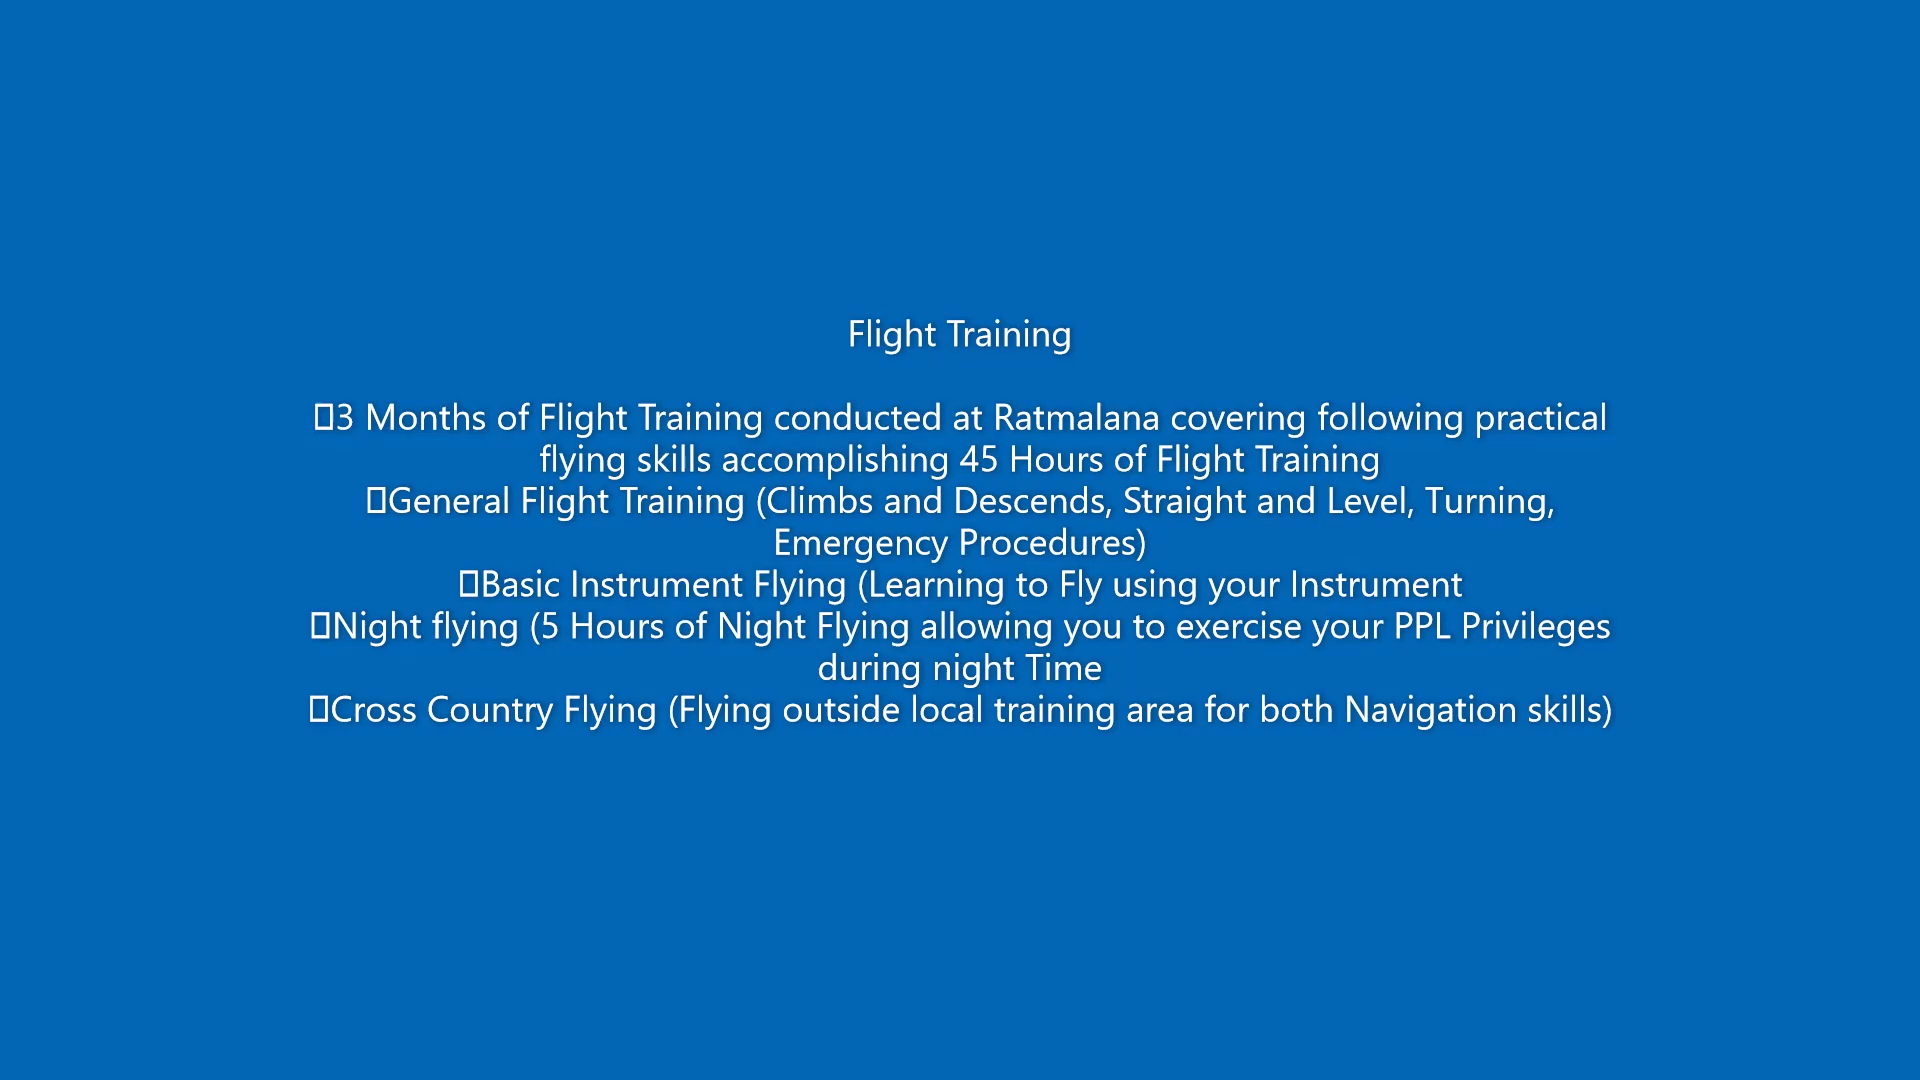 Flight Training
▯3 Months of Flight Training conducted at Ratmalana covering following practical
flying skills accomplishing 45 Hours of Flight Training
▯General Flight Training (Climbs and Descends, Straight and Level, Turning,
Emergency Procedures)
▯Basic Instrument Flying (Learning to Fly using your Instrument
▯Night flying (5 Hours of Night Flying allowing you to exercise your PPL Privileges
during night Time
▯Cross Country Flying (Flying outside local training area for both Navigation skills)